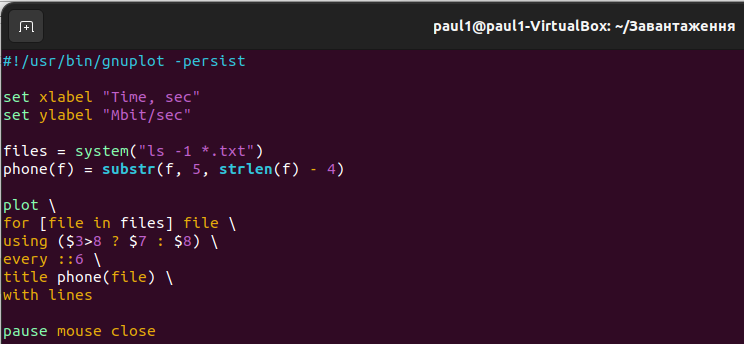 paul1@paul1-VirtualBox: ~/Завантаження
#!/usr/bin/gnuplot -persist
set xlabel "Time, sec"
set ylabel "Mbit/sec"
files = system("ls -1 *.txt")
phone(f) = substr(f, 5, strlen(f) - 4)
plot \
for [file in files] file \
using ($3>8 ? $7 : $8) \
every ::6 \
title phone(file) \
with lines
pause mouse close